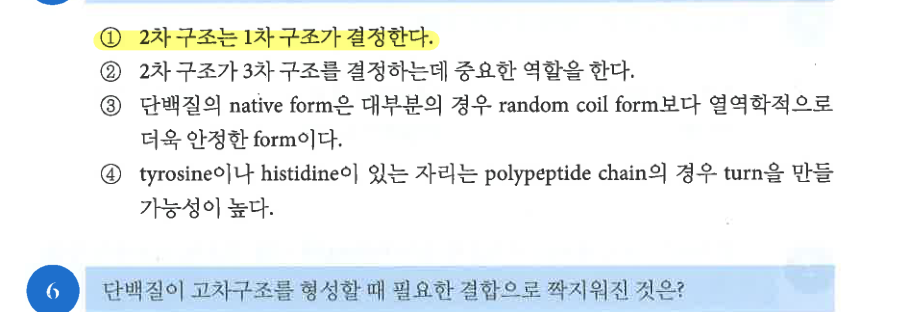 ① 2차 구조는 1차 구조가 결정한다.
② 2차 구조가 3차 구조를 결정하는데 중요한 역할을 한다.
③ 단백질의 native form은 대부분의 경우 random coil form보다 열역학적으로
더욱 안정한 form이다.
④ tyrosine이나 histidine이 있는 자리는 polypeptide chain의 경우 turn을 만들
가능성이 높다.
6 단백질이 고차구조를 형성할 때 필요한 결합으로 짝지워진 것은?